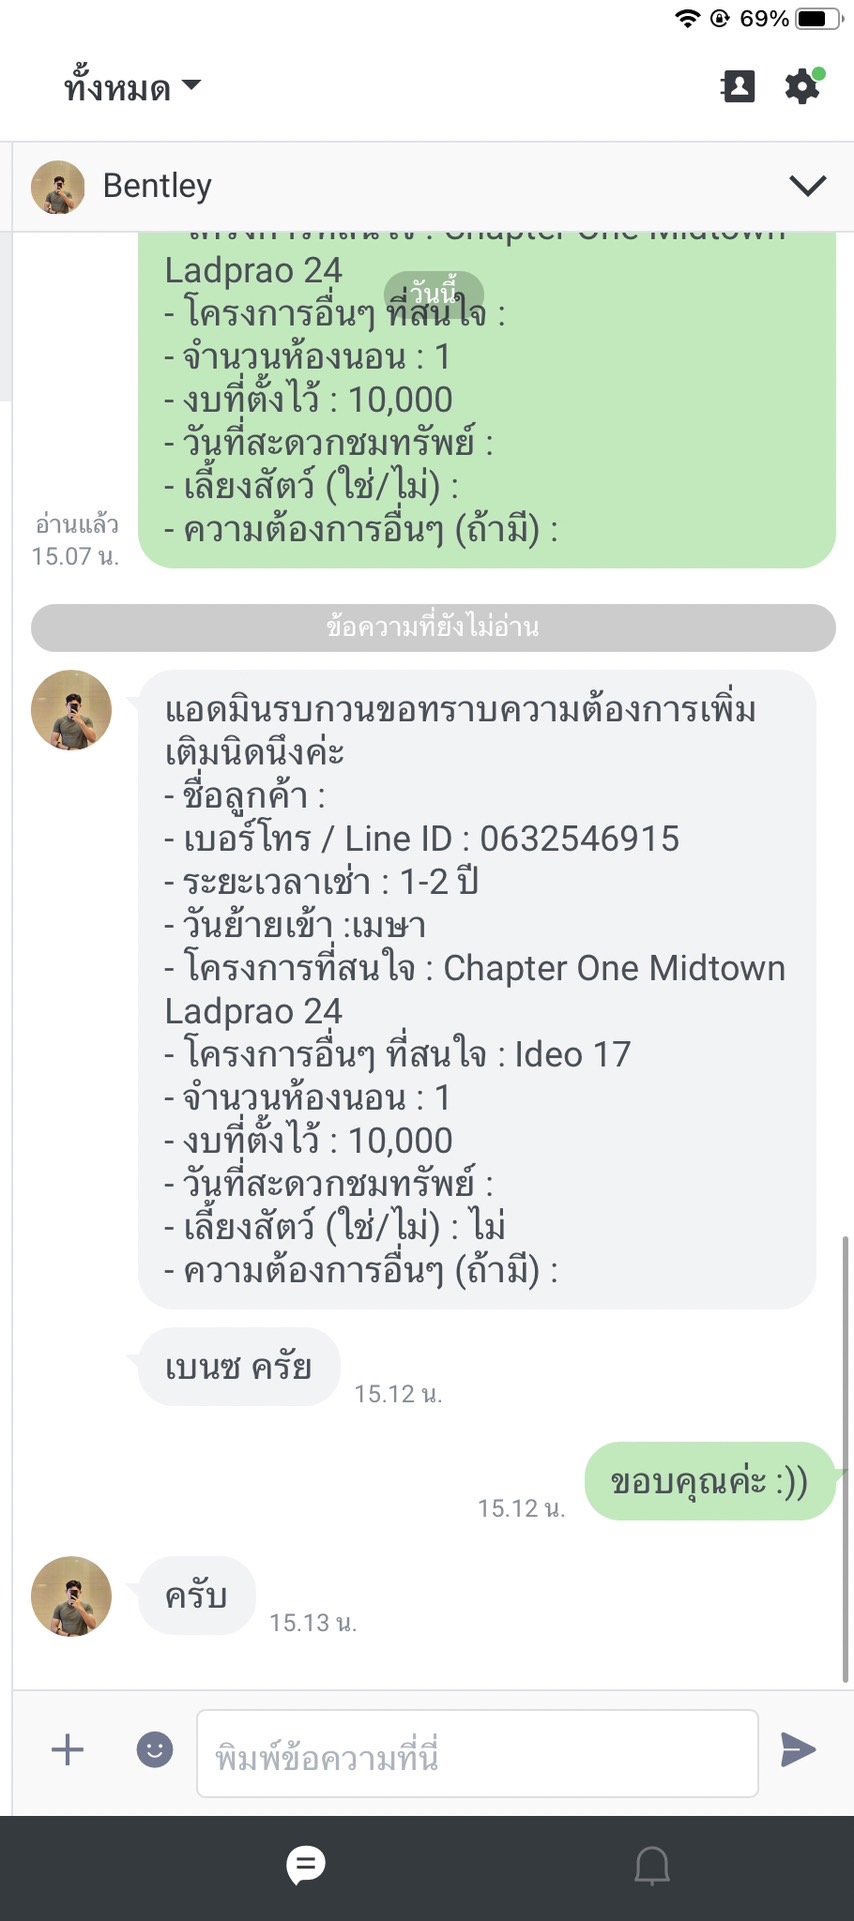 69%
ทั้งหมด
Bentley
โครงการที่สนใจ : Chapter One Midtown
Ladprao 24
วันนี้
- โครงการอื่นๆ ที่สนใจ :
- จำนวนห้องนอน : 1
- งบที่ตั้งไว้ : 10,000
- วันที่สะดวกชมทรัพย์ :
- เลี้ยงสัตว์ (ใช่/ไม่) :
- ความต้องการอื่นๆ (ถ้ามี) :
อ่านแล้ว
15.07 น.
ข้อความที่ยังไม่อ่าน
แอดมินรบกวนขอทราบความต้องการเพิ่ม
เติมนิดนึงค่ะ
- ชื่อลูกค้า :
- เบอร์โทร / Line ID : 0632546915
- ระยะเวลาเช่า : 1-2 ปี
- วันย้ายเข้า :เมษา
- โครงการที่สนใจ : Chapter One Midtown
Ladprao 24
- โครงการอื่นๆ ที่สนใจ : Ideo 17
- จำนวนห้องนอน : 1
- งบที่ตั้งไว้ : 10,000
- วันที่สะดวกชมทรัพย์ :
- เลี้ยงสัตว์ (ใช่/ไม่) : ไม่
- ความต้องการอื่นๆ (ถ้ามี) :
เบนซ ครัย
15.12 น.
ขอบคุณค่ะ :))
15.12 น.
ครับ
15.13 น.
พิมพ์ข้อความที่นี่